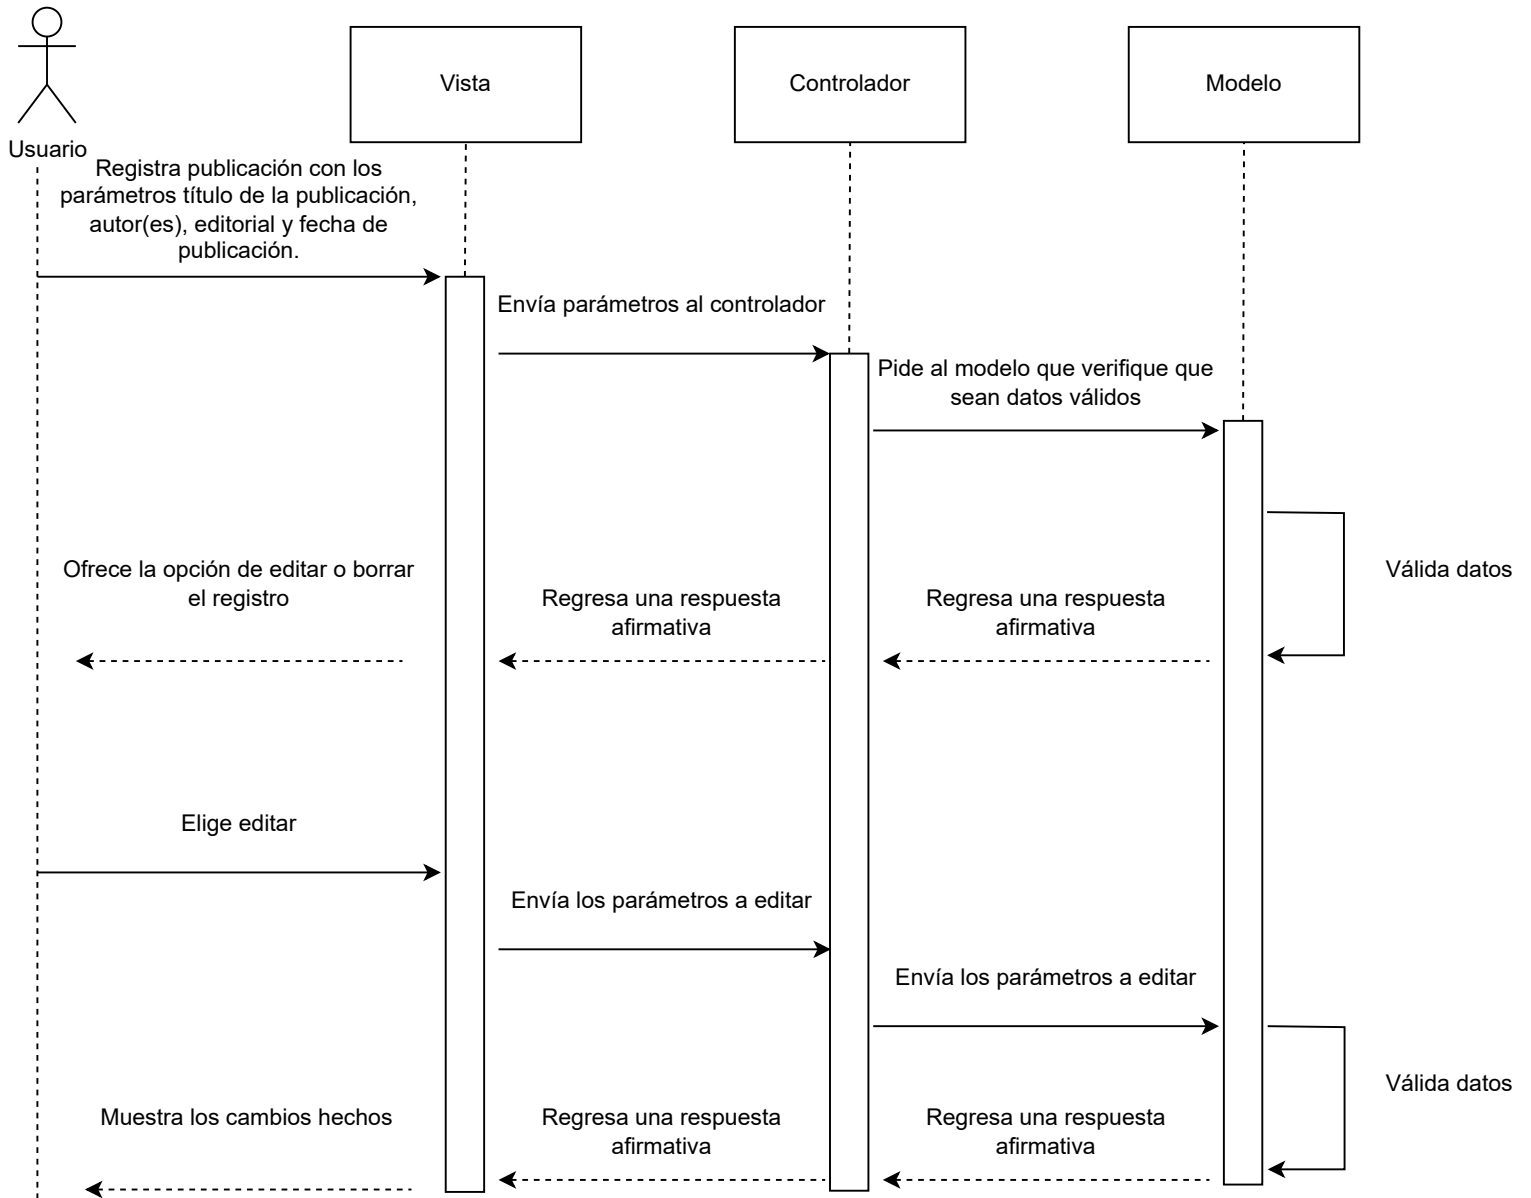 Vista
Controlador
Modelo
Usuario
Registra publicación con los
parámetros título de la publicación,
autor(es), editorial y fecha de
publicación.
Envía parámetros al controlador
Pide al modelo que verifique que
sean datos válidos
Válida datos
Ofrece la opción de editar o borrar
el registro
Regresa una respuesta
afirmativa
Regresa una respuesta
afirmativa
Elige editar
Envía los parámetros a editar
Envía los parámetros a editar
Válida datos
Muestra los cambios hechos
Regresa una respuesta
afirmativa
Regresa una respuesta
afirmativa